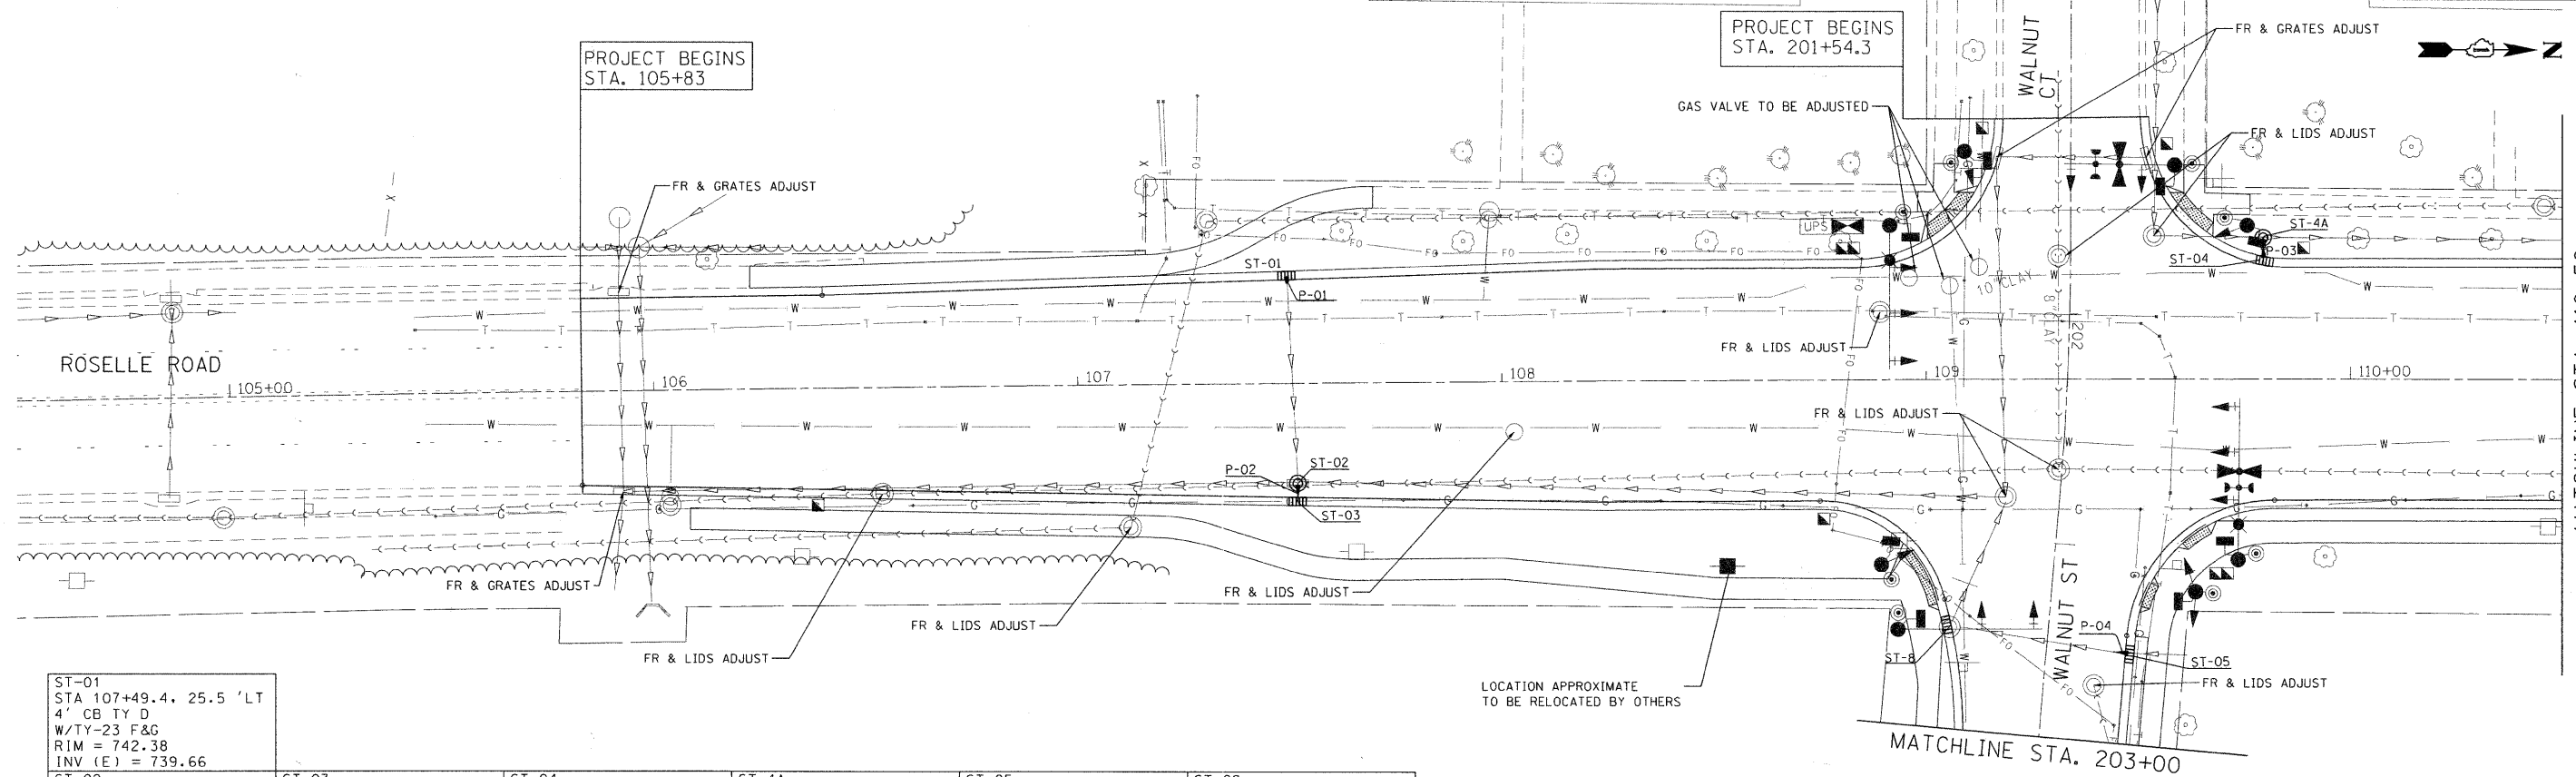 PROJECT BEGINS
STA. 105+83
PROJECT BEGINS
STA. 201+54.3
WALNUT
CT
FR & GRATES ADJUST
N
GAS VALVE TO BE ADJUSTED
FR & LIDS ADJUST
FR & GRATES ADJUST
UPS
ST-4A
P-03
ST-04
ST-01
P-01
10" CLAY
8" CLAY
202
FR & LIDS ADJUST
ROSELLE ROAD
105+00
106
107
108
109
110+00
FR & LIDS ADJUST
P-02
ST-02
ST-03
FR & GRATES ADJUST
FR & LIDS ADJUST
FR & LIDS ADJUST
FR & LIDS ADJUST
WALNUT ST
P-04
ST-8
ST-05
FR & LIDS ADJUST
LOCATION APPROXIMATE
TO BE RELOCATED BY OTHERS
MATCHLINE STA. 203+00
ST-01
STA 107+49.4, 25.5 'LT
4' CB TY D
W/TY-23 F&G
RIM = 742.38
INV (E) = 739.66